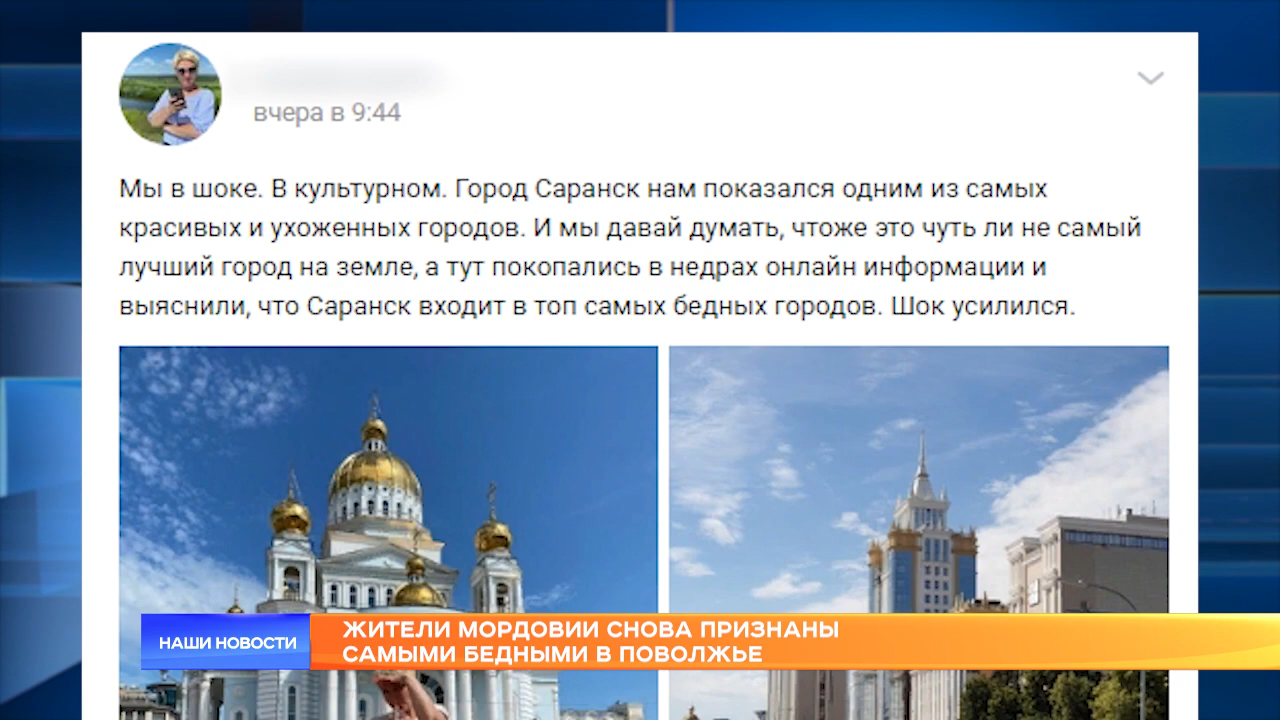 вчера в 9:44
Мы в шоке. В культурном. Город Саранск нам показался одним из самых
красивых и ухоженных городов. И мы давай думать, чтоже это чуть ли не самый
лучший город на земле, а тут покопались в недрах онлайн информации и
выяснили, что Саранск входит в топ самых бедных городов. Шок усилился.
НАШИ НОВОСТИ
ЖИТЕЛИ МОРДОВИИ СНОВА ПРИЗНАНЫ
САМЫМИ БЕДНЫМИ В ПОВОЛЖЬЕ